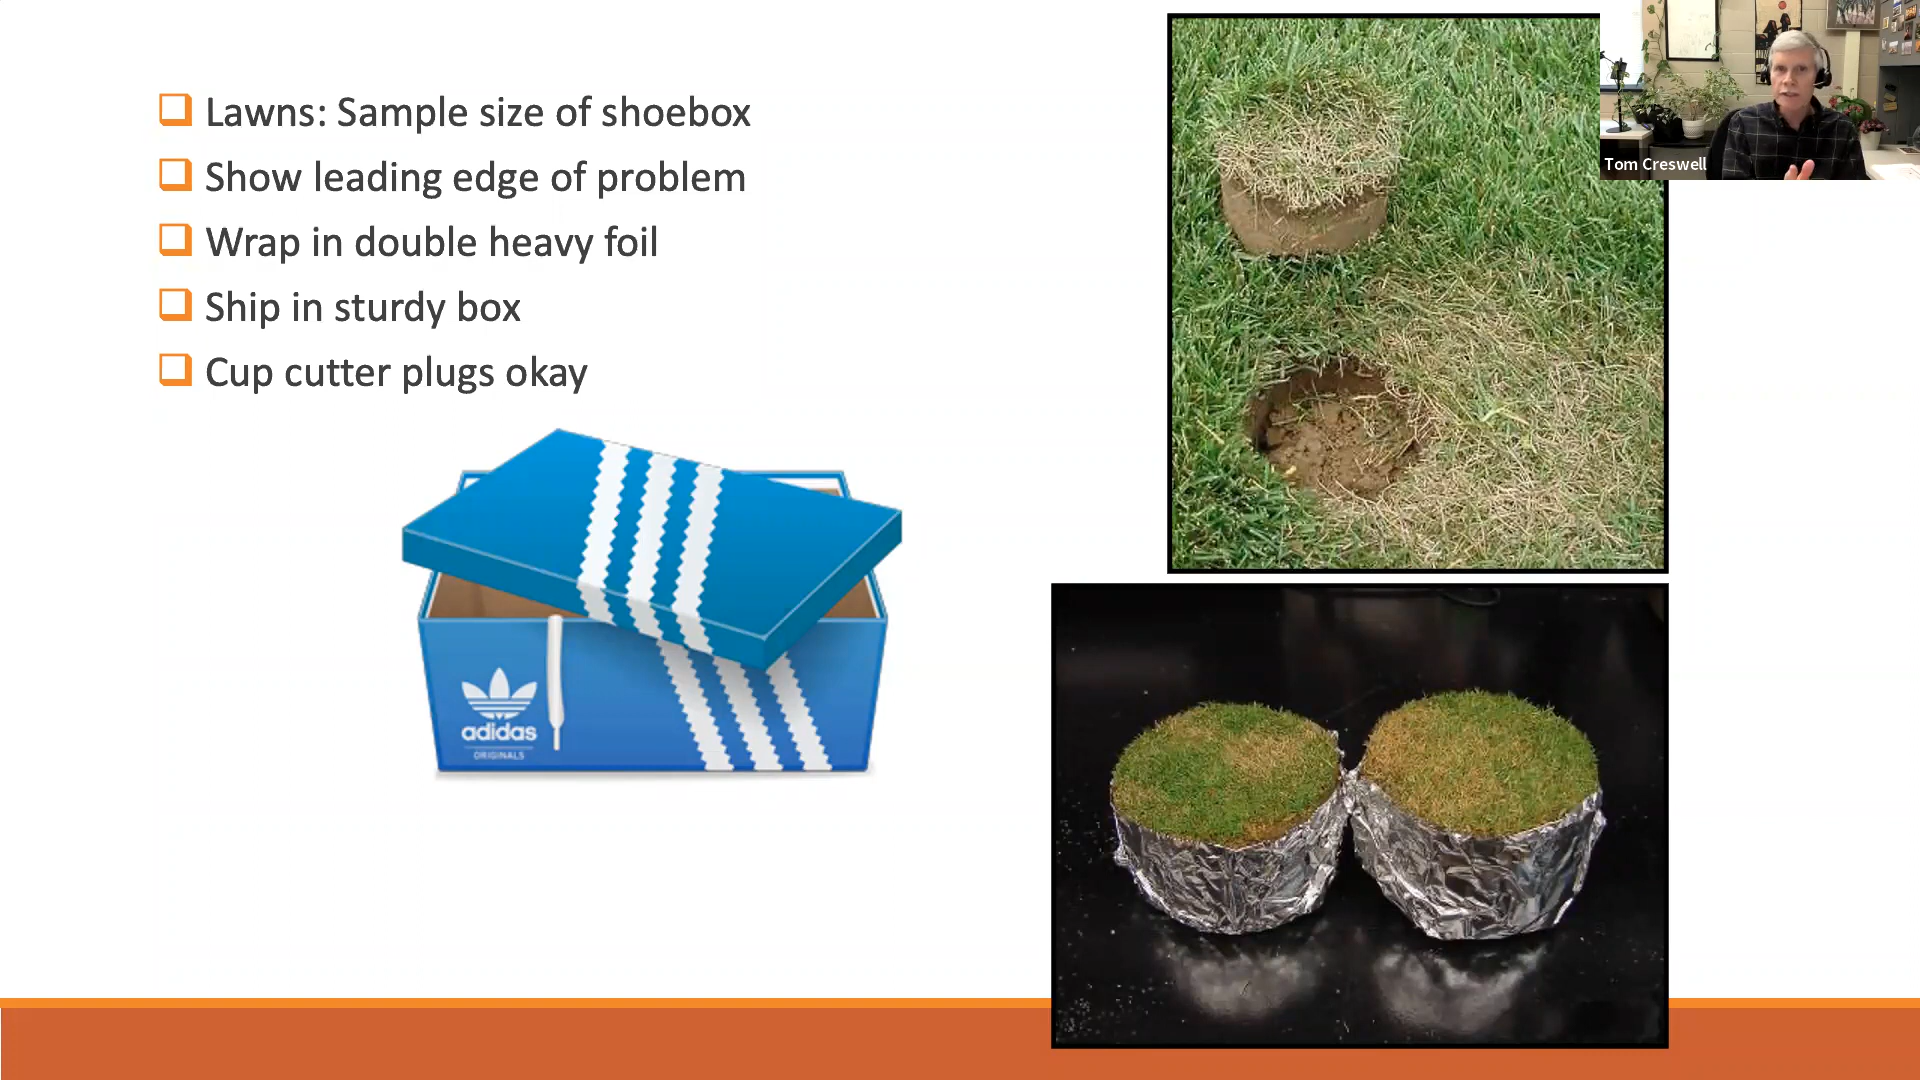 Lawns: Sample size of shoebox
Show leading edge of problem
Wrap in double heavy foil
Ship in sturdy box
Cup cutter plugs okay
adidas
ORIGINALS
Tom Creswell